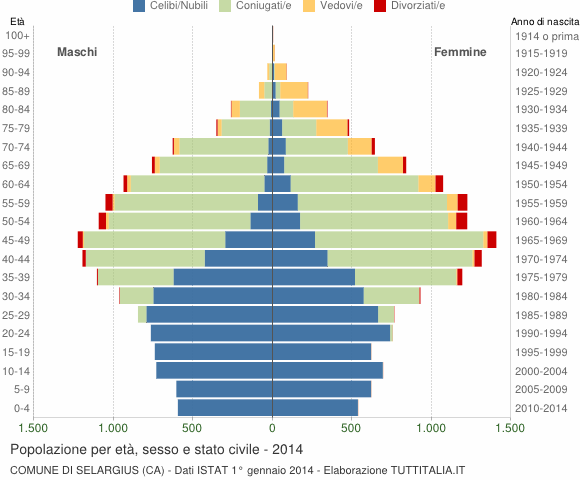 Celibi/Nubili Coniugati/e Vedovi/e Divorziati/e
Età Anno di nascita
Maschi Femmine
100+ 1914 o prima
95-99 1915-1919
90-94 1920-1924
85-89 1925-1929
80-84 1930-1934
75-79 1935-1939
70-74 1940-1944
65-69 1945-1949
60-64 1950-1954
55-59 1955-1959
50-54 1960-1964
45-49 1965-1969
40-44 1970-1974
35-39 1975-1979
30-34 1980-1984
25-29 1985-1989
20-24 1990-1994
15-19 1995-1999
10-14 2000-2004
5-9 2005-2009
0-4 2010-2014
1.500 1.000 500 0 500 1.000 1.500
Popolazione per età, sesso e stato civile - 2014
COMUNE DI SELARGIUS (CA) - Dati ISTAT 1° gennaio 2014 - Elaborazione TUTTITALIA.IT